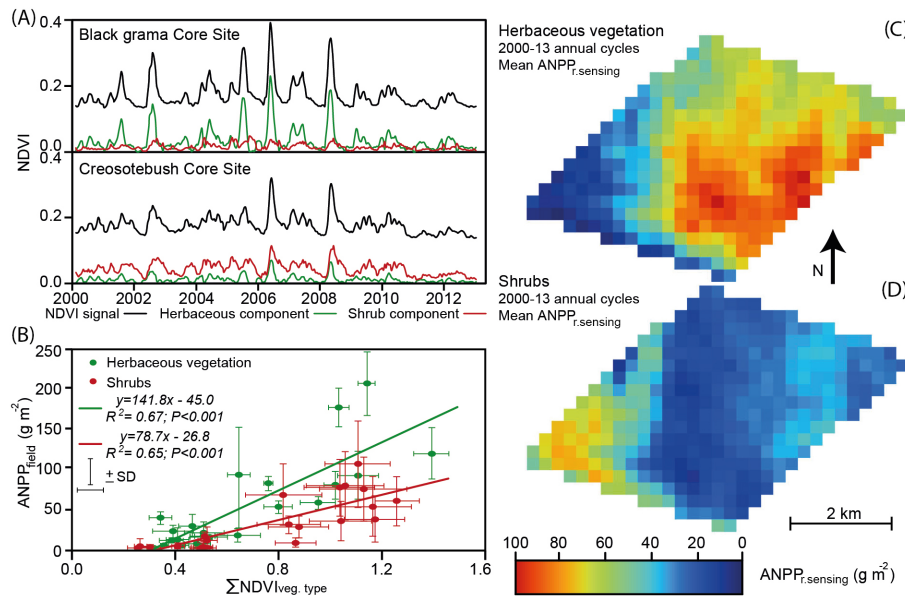 (A)
0.4
Black grama Core Site
0.2
0.0
NDVI
0.4
Creosotebush Core Site
0.2
0.0
2000 2002 2004 2006 2008 2010 2012
NDVI signal Herbaceous component Shrub component
(B)
250
200
150
100
50
0
ANPPfield (g m-2)
Herbaceous vegetation
Shrubs
y=141.8x - 45.0
R2= 0.67; P<0.001
y=78.7x - 26.8
R2= 0.65; P<0.001
± SD
0.0 0.4 0.8 1.2 1.6
∑NDVIveg. type
(C)
Herbaceous vegetation
2000-13 annual cycles
Mean ANPPr.sensing
N
(D)
Shrubs
2000-13 annual cycles
Mean ANPPr.sensing
2 km
100 80 60 40 20 0
ANPPr.sensing (g m-2)